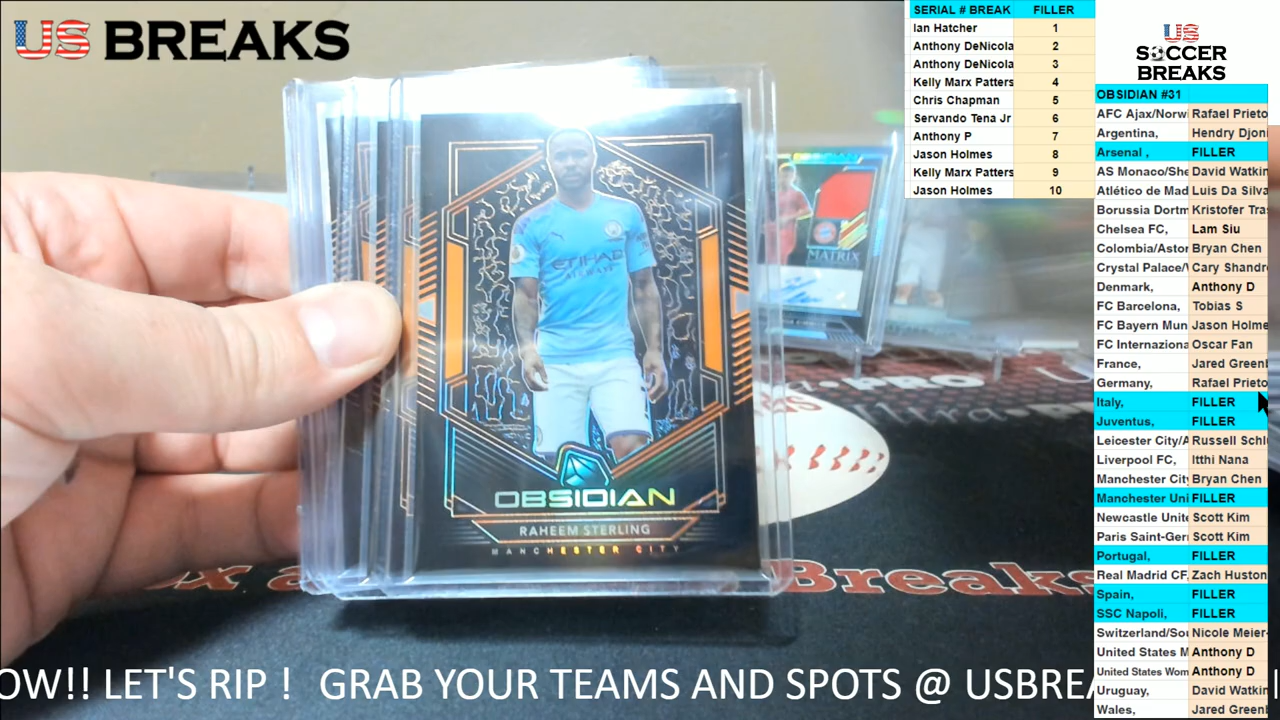 US BREAKS
SERIAL # BREAK FILLER
Ian Hatcher 1
Anthony DeNicola 2
Anthony DeNicola 3
Kelly Marx Patters 4
Chris Chapman 5
Servando Tena Jr 6
Anthony P 7
Jason Holmes 8
Kelly Marx Patters 9
Jason Holmes 10
US
SOCCER
BREAKS
OBSIDIAN #31
AFC Ajax/Norwi Rafael Prieto
Argentina, Hendry Djon
Arsenal , FILLER
AS Monaco/She David Watkin
Atlético de Mad Luis Da Silva
Borussia Dortm Kristofer Tra
Chelsea FC, Lam Siu
Colombia/Aston Bryan Chen
Crystal Palace/ Cary Shandr
Denmark, Anthony D
FC Barcelona, Tobias S
FC Bayern Mun Jason Holme
FC Internaziona Oscar Fan
France, Jared Green
Germany, Rafael Prieto
Italy, FILLER
Juventus, FILLER
Leicester City/A Russell Schl
Liverpool FC, Itthi Nana
Manchester City Bryan Chen
Manchester Uni FILLER
Newcastle Unite Scott Kim
Paris Saint-Ger Scott Kim
Portugal, FILLER
Real Madrid CF, Zach Huston
Spain, FILLER
SSC Napoli, FILLER
Switzerland/Sou Nicole Meier-
United States M Anthony D
United States Wom Anthony D
Uruguay, David Watkin
Wales, Jared Green
MATRIX
ETIHAD
AIRWAYS
OBSIDIAN
RAHEEM STERLING
MANCHESTER CITY
PRO
Breaks
OW!! LET'S RIP ! GRAB YOUR TEAMS AND SPOTS @ USBREA